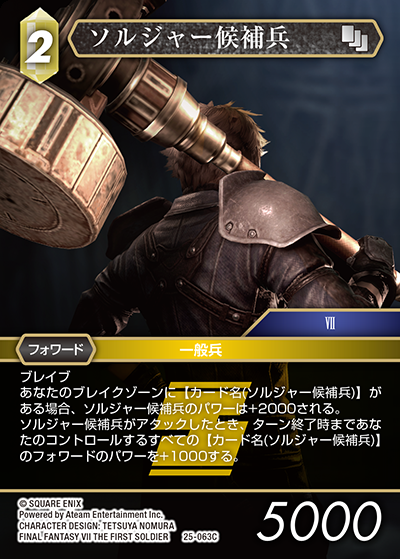 2
ソルジャー候補兵
VII
フォワード
一般兵
ブレイブ
あなたのブレイクゾーンに【カード名(ソルジャー候補兵)】が
ある場合、ソルジャー候補兵のパワーは+2000される。
ソルジャー候補兵がアタックしたとき、ターン終了時まであな
たのコントロールするすべての【カード名(ソルジャー候補兵)】
のフォワードのパワーを+1000する。
© SQUARE ENIX
Powered by Ateam Entertainment Inc.
CHARACTER DESIGN: TETSUYA NOMURA
FINAL FANTASY VII THE FIRST SOLDIER
25-063C
5000